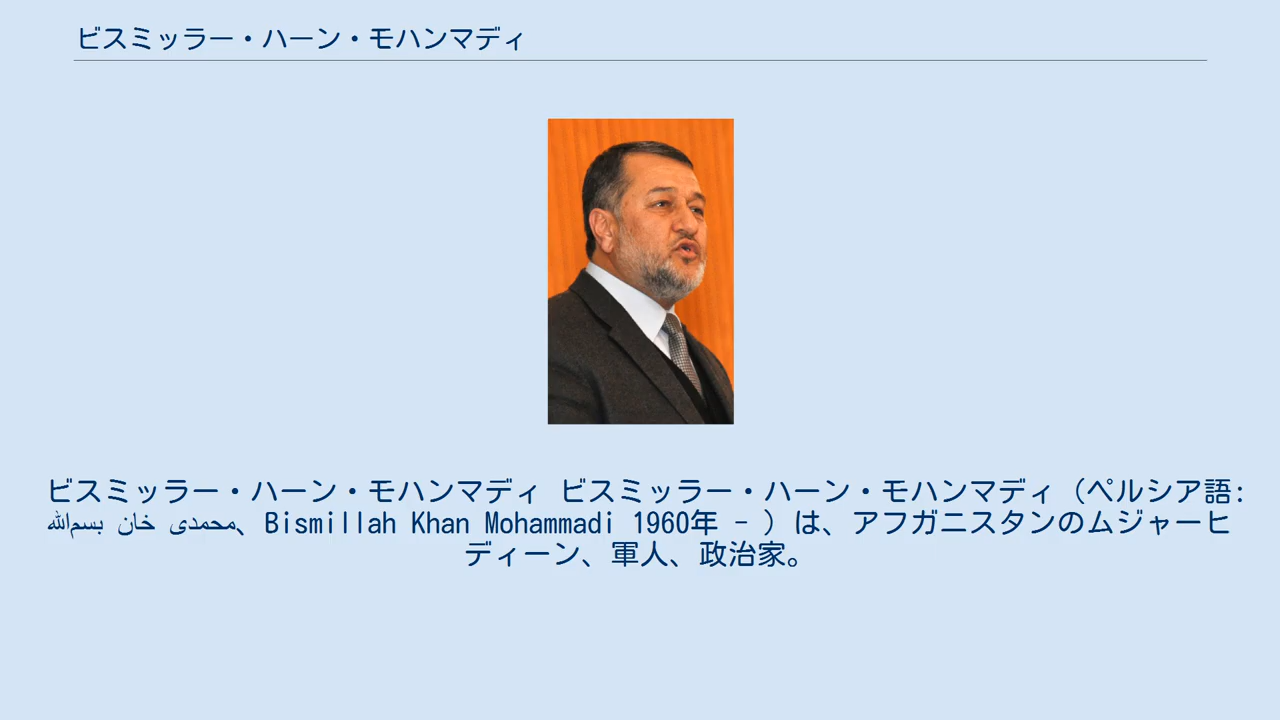 ビスミッラー・ハーン・モハンマディ
ビスミッラー・ハーン・モハンマディ ビスミッラー・ハーン・モハンマディ (ペルシア語:
بسم‌الله خان محمدی、Bismillah Khan Mohammadi 1960年 - ) は、アフガニスタンのムジャーヒ
ディーン、軍人、政治家。